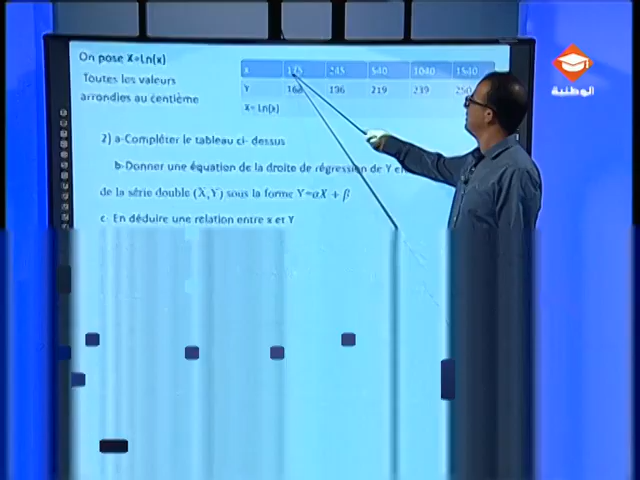 On pose X=Ln(x)
Toutes les valeurs
arrondies au centième
x 175 245 540 1040 1540
Y 168 196 219 239
X= Ln(x)
2) a-Compléter le tableau ci- dessus
b-Donner une équation de la droite de régression de Y en
de la série double (X,Y) sous la forme Y=αX + β
c- En déduire une relation entre x et Y
الوطنية